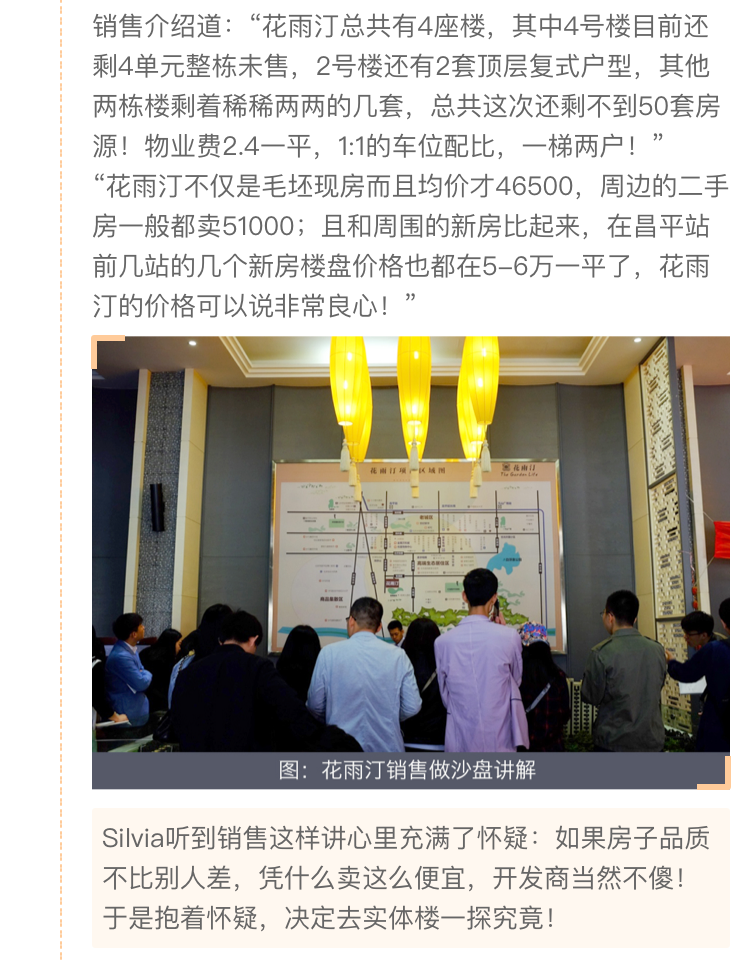 销售介绍道：“花雨汀总共有4座楼，其中4号楼目前还
剩4单元整栋未售，2号楼还有2套顶层复式户型，其他
两栋楼剩着稀稀两两的几套，总共这次还剩不到50套房
源！物业费2.4一平，1:1的车位配比，一梯两户！”
“花雨汀不仅是毛坯现房而且均价才46500，周边的二手
房一般都卖51000；且和周围的新房比起来，在昌平站
前几站的几个新房楼盘价格也都在5–6万一平了，花雨
汀的价格可以说非常良心！”
花雨汀
The Garden Life
图：花雨汀销售做沙盘讲解
Silvia听到销售这样讲心里充满了怀疑：如果房子品质
不比别人差，凭什么卖这么便宜，开发商当然不傻！
于是抱着怀疑，决定去实体楼一探究竟！